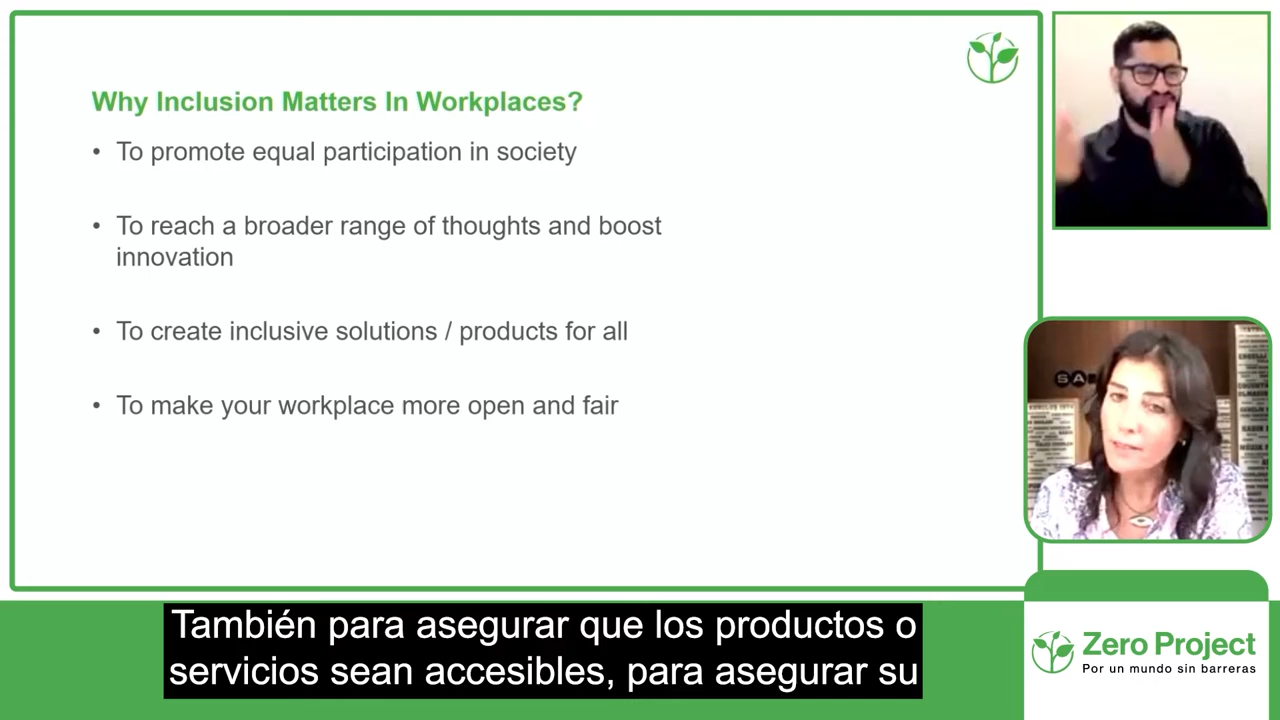 Why Inclusion Matters In Workplaces?
• To promote equal participation in society
• To reach a broader range of thoughts and boost
innovation
• To create inclusive solutions / products for all
• To make your workplace more open and fair
SAB
También para asegurar que los productos o
servicios sean accesibles, para asegurar su
Zero Project
Por un mundo sin barreras